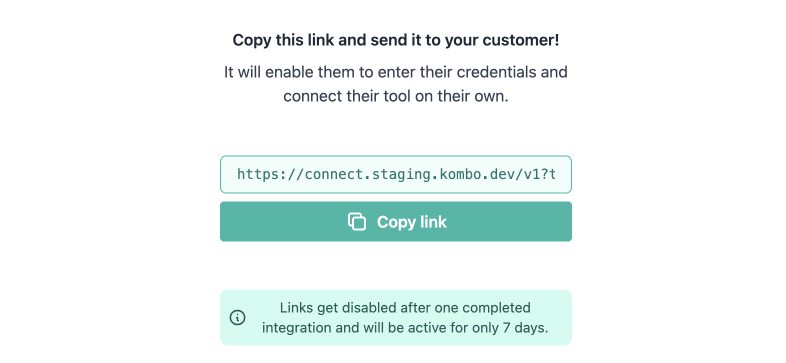 Copy this link and send it to your customer!
It will enable them to enter their credentials and
connect their tool on their own.
https://connect.staging.kombo.dev/v1?t
Copy link
Links get disabled after one completed
integration and will be active for only 7 days.